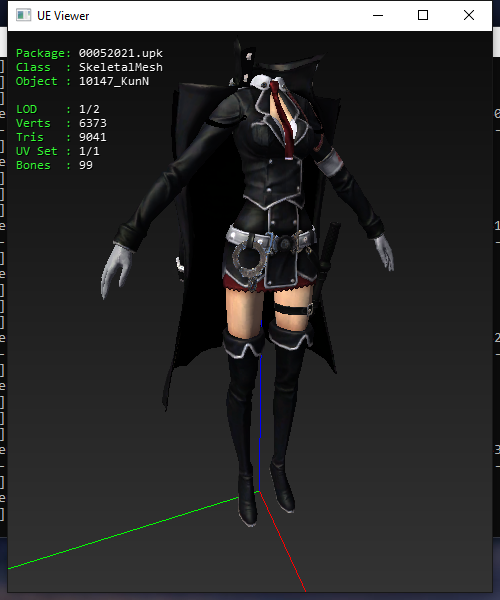 UE Viewer
Package: 00052021.upk
Class  : SkeletalMesh
Object : 10147_KunN
LOD    : 1/2
Verts  : 6373
Tris   : 9041
UV Set : 1/1
Bones  : 99